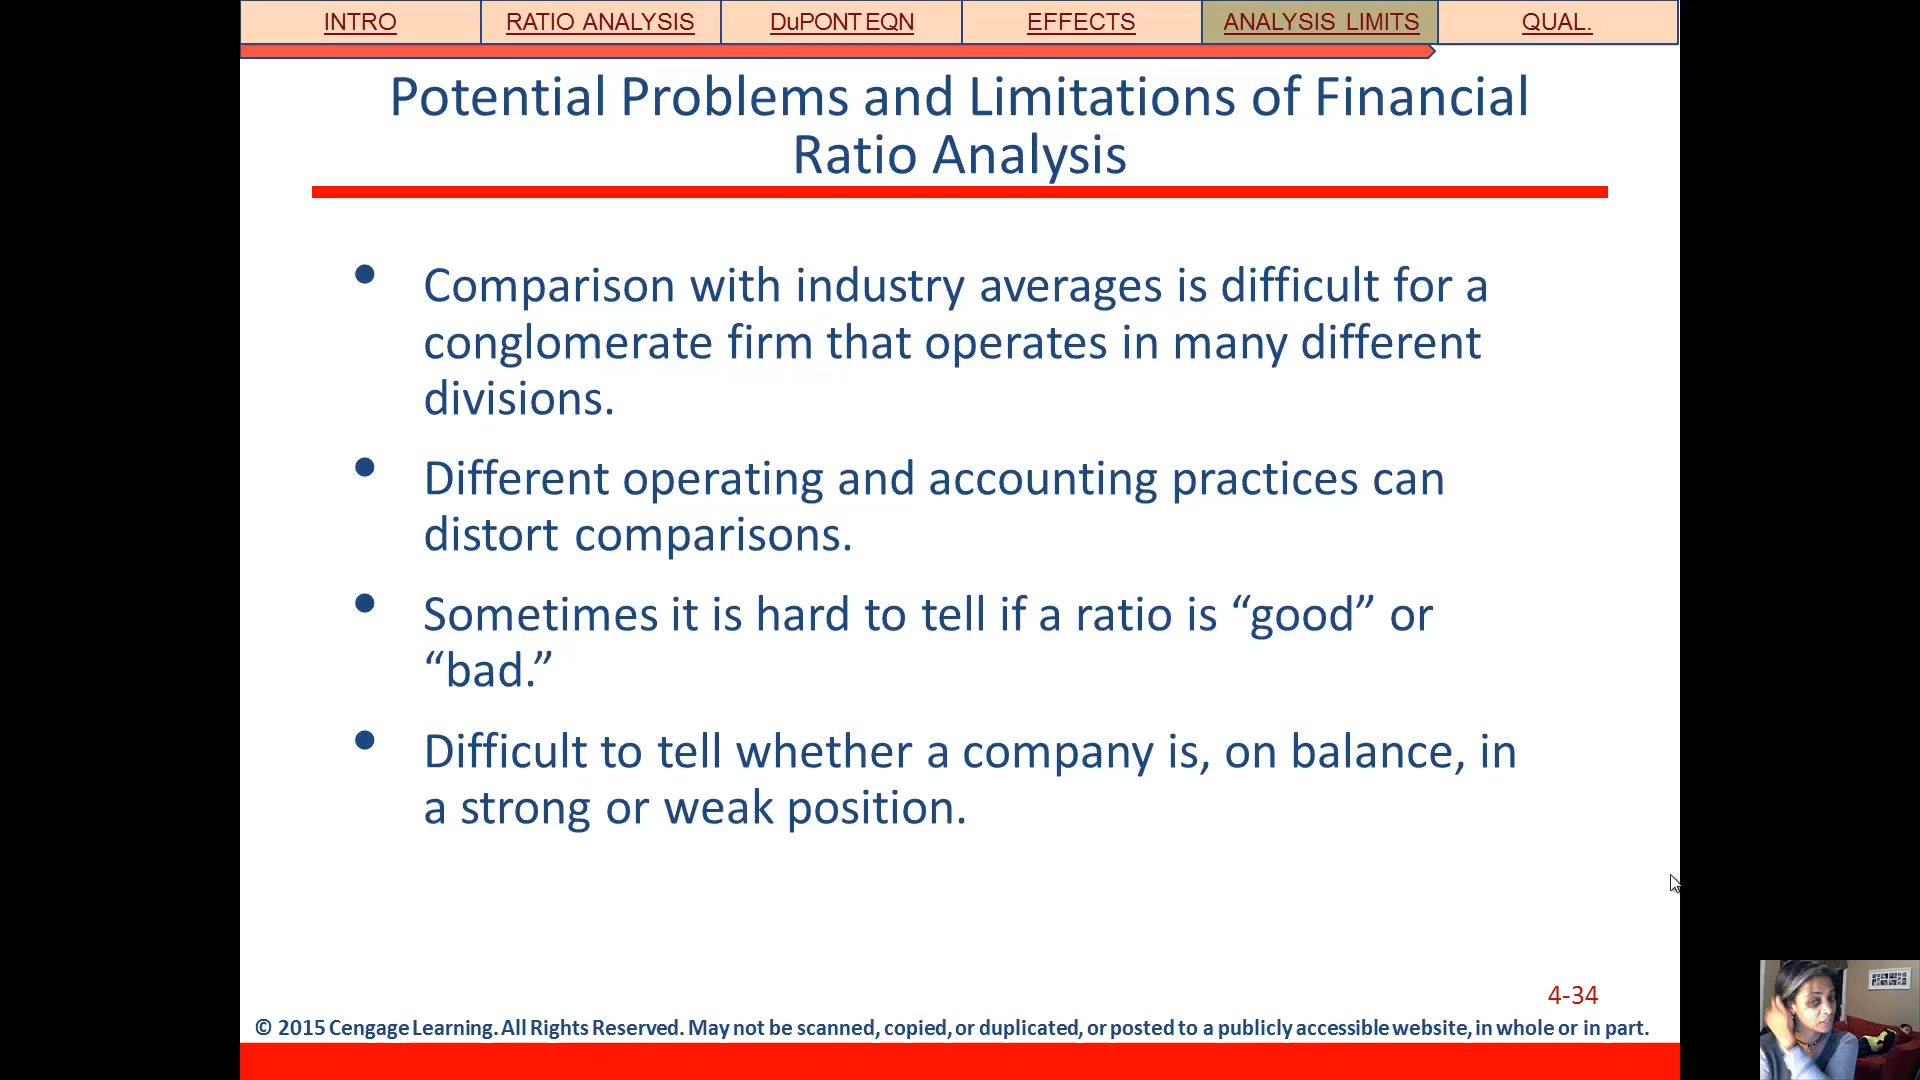 INTRO RATIO ANALYSIS DuPONT EQN EFFECTS ANALYSIS LIMITS QUAL.
Potential Problems and Limitations of Financial
Ratio Analysis
• Comparison with industry averages is difficult for a
conglomerate firm that operates in many different
divisions.
• Different operating and accounting practices can
distort comparisons.
• Sometimes it is hard to tell if a ratio is “good” or
“bad.”
• Difficult to tell whether a company is, on balance, in
a strong or weak position.
4-34
© 2015 Cengage Learning. All Rights Reserved. May not be scanned, copied, or duplicated, or posted to a publicly accessible website, in whole or in part.